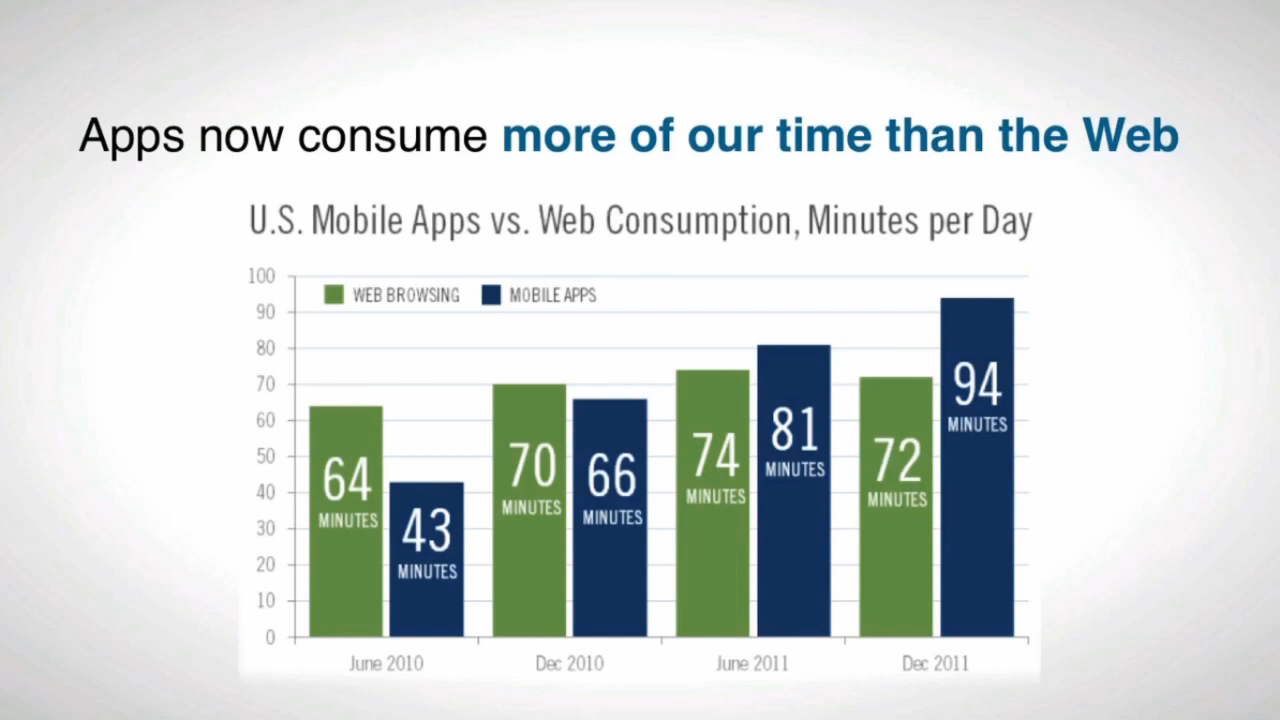 Apps now consume more of our time than the Web
U.S. Mobile Apps vs. Web Consumption, Minutes per Day
100
90
80
70
60
50
40
30
20
10
0
WEB BROWSING
MOBILE APPS
64
MINUTES
43
MINUTES
70
MINUTES
66
MINUTES
74
MINUTES
81
MINUTES
72
MINUTES
94
MINUTES
June 2010
Dec 2010
June 2011
Dec 2011